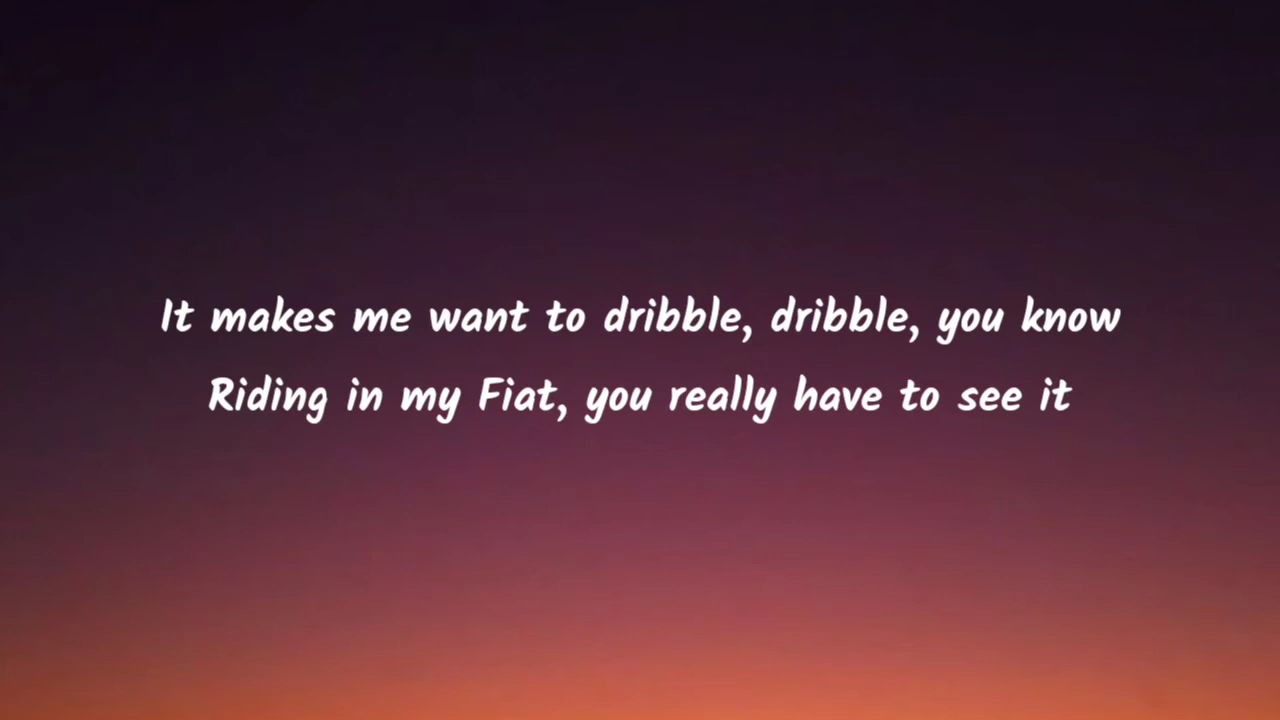 It makes me want to dribble, dribble, you know
Riding in my Fiat, you really have to see it